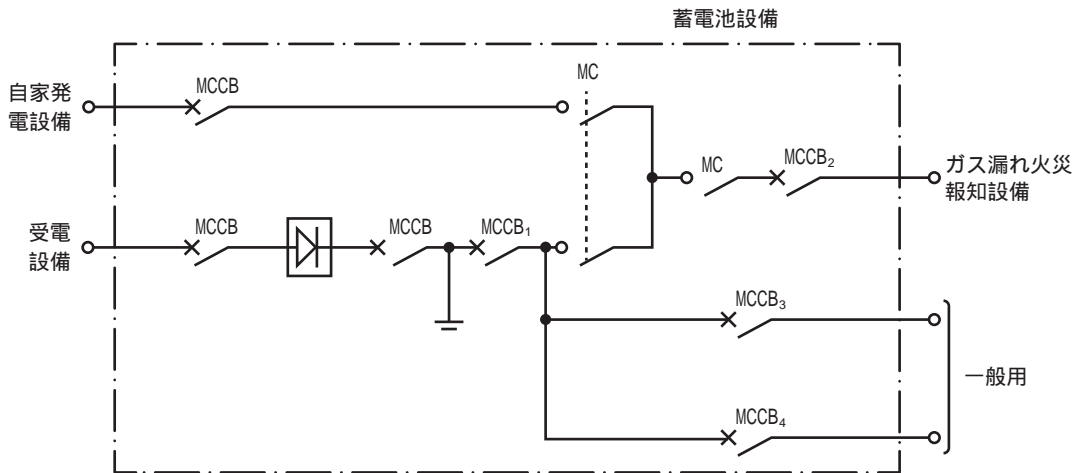 蓄電池設備
自家発
電設備
MCCB
MC
MC
MCCB₂
ガス漏れ火災
報知設備
受電
設備
MCCB
MCCB
MCCB₁
MCCB₃
一般用
MCCB₄